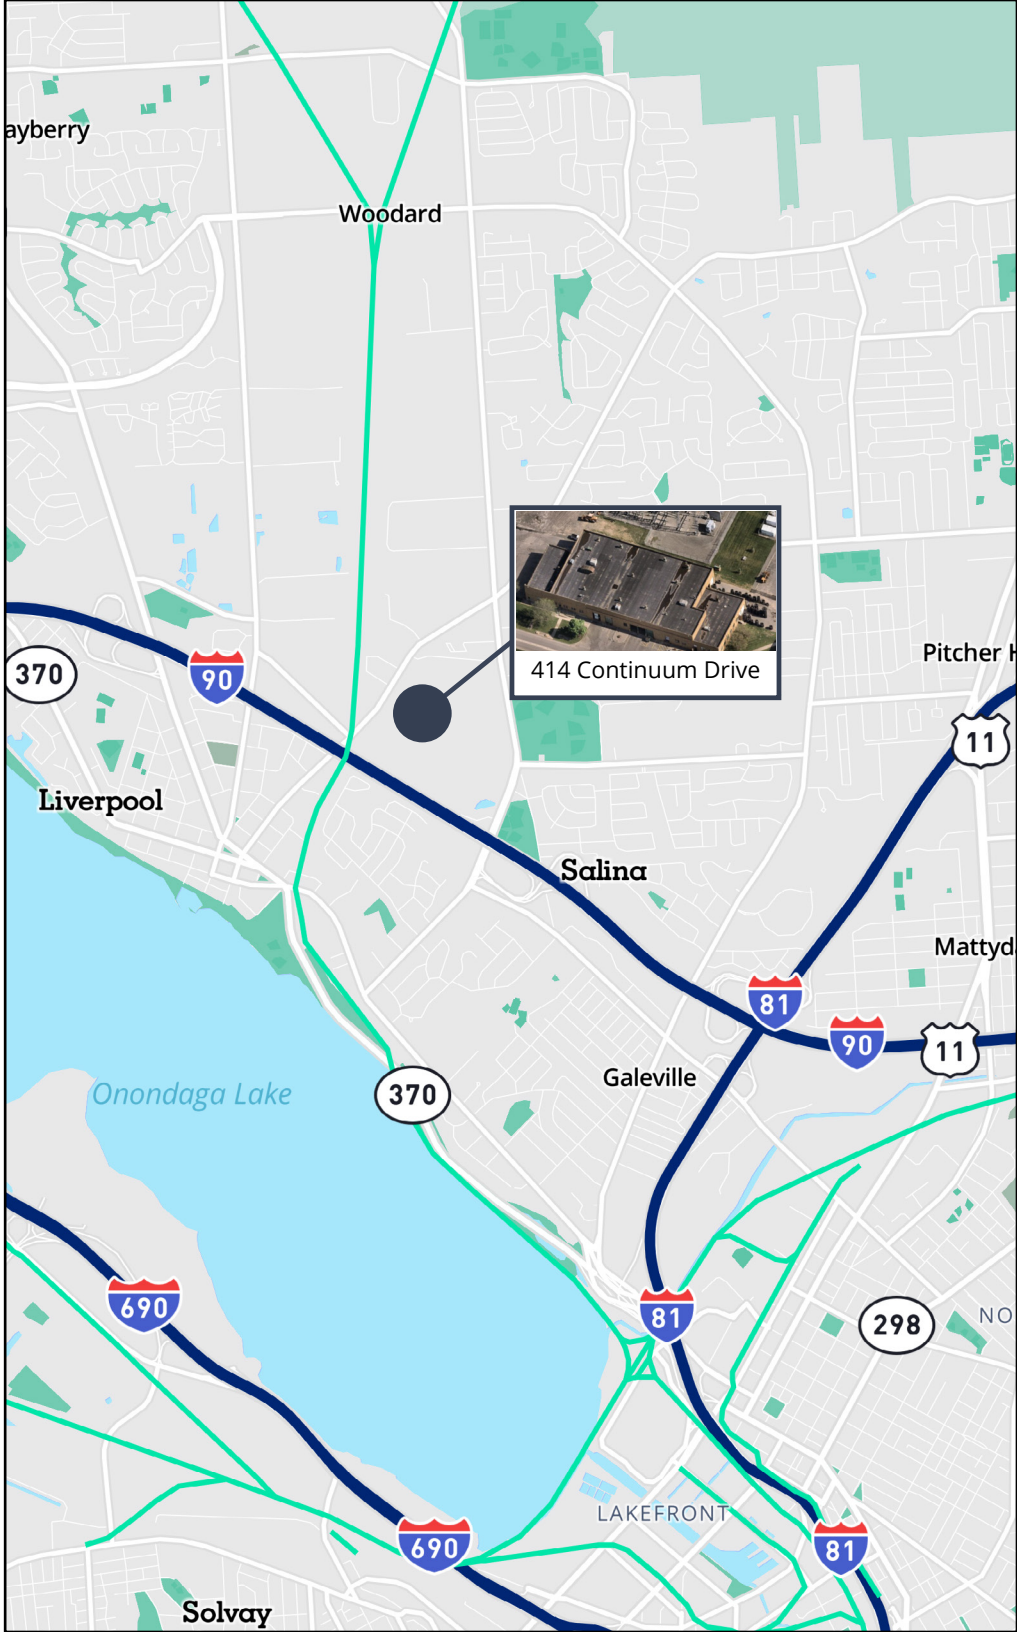 ayberry
Woodard
414 Continuum Drive
Pitcher H
370
90
11
Liverpool
Salina
Mattyd
81
90
11
Galeville
Onondaga Lake
370
690
81
298
NO
LAKEFRONT
690
81
Solvay